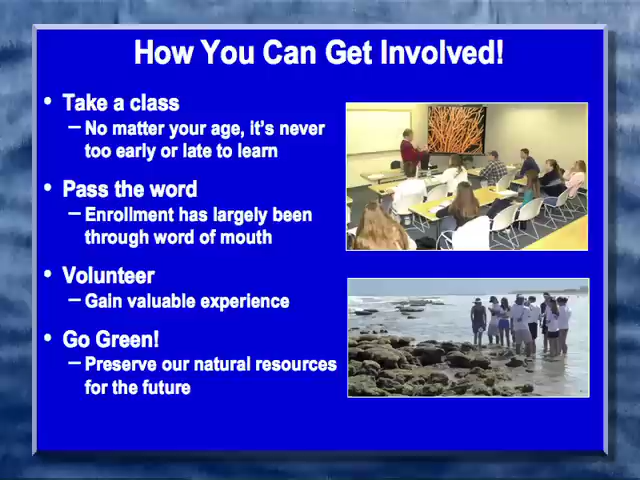 How You Can Get Involved!
• Take a class
– No matter your age, it's never
too early or late to learn
• Pass the word
– Enrollment has largely been
through word of mouth
• Volunteer
– Gain valuable experience
• Go Green!
– Preserve our natural resources
for the future